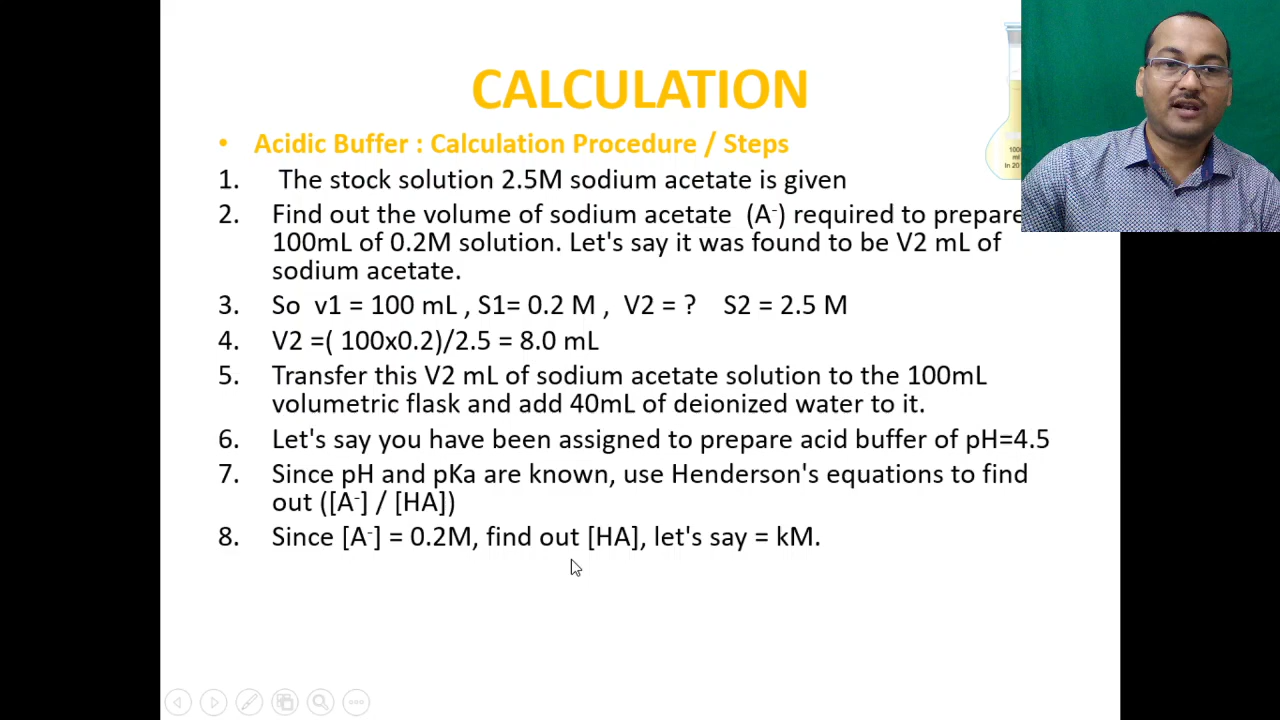 CALCULATION
• Acidic Buffer : Calculation Procedure / Steps
1. The stock solution 2.5M sodium acetate is given
2. Find out the volume of sodium acetate (A⁻) required to prepare
100mL of 0.2M solution. Let's say it was found to be V2 mL of
sodium acetate.
3. So v1 = 100 mL , S1= 0.2 M , V2 = ? S2 = 2.5 M
4. V2 =( 100x0.2)/2.5 = 8.0 mL
5. Transfer this V2 mL of sodium acetate solution to the 100mL
volumetric flask and add 40mL of deionized water to it.
6. Let's say you have been assigned to prepare acid buffer of pH=4.5
7. Since pH and pKa are known, use Henderson's equations to find
out ([A⁻] / [HA])
8. Since [A⁻] = 0.2M, find out [HA], let's say = kM.
1000
ml
In 20